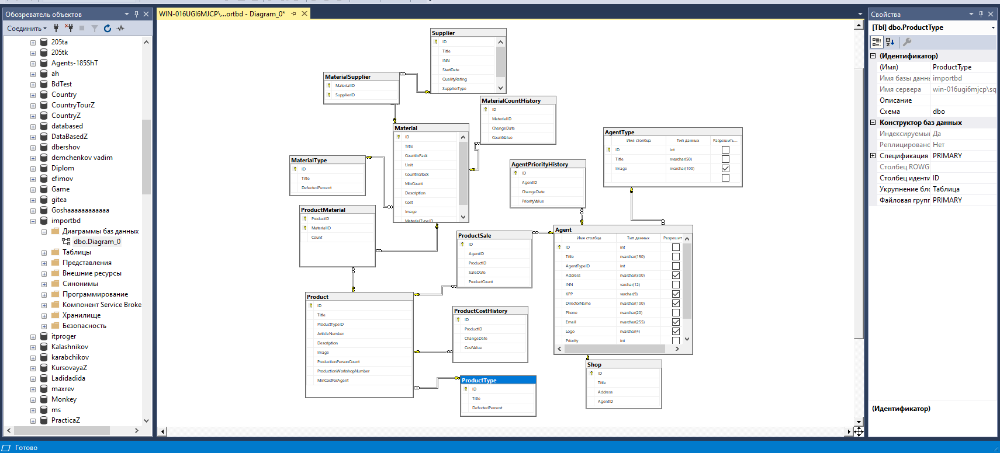 Обозреватель объектов
Соединить
205ta
205tk
Agents-185ShT
ah
BdTest
Country
CountryTourZ
CountryZ
databased
DataBasedZ
dbershov
demchenkov vadim
Diplom
efimov
Game
gitea
Goshaaaaaaaaaaaa
importbd
Диаграммы баз данных
dbo.Diagram_0
Таблицы
Представления
Внешние ресурсы
Синонимы
Программирование
Компонент Service Broke
Хранилище
Безопасность
itproger
Kalashnikov
karabchikov
KursovayaZ
Ladidadida
maxrev
Monkey
ms
PracticaZ
WIN-016UGI6MJCP\...ortbd - Diagram_0*
Supplier
ID
Title
INN
StartDate
QualityRating
SupplierType
MaterialSupplier
MaterialID
SupplierID
MaterialCountHistory
ID
MaterialID
ChangeDate
CountValue
Material
ID
Title
CountInPack
Unit
CountInStock
MinCount
Description
Cost
Image
MaterialTypeID
MaterialType
ID
Title
DefectedPercent
AgentType
Имя столбца Тип данных Разрешить...
ID int
Title nvarchar(50)
Image nvarchar(100)
AgentPriorityHistory
ID
AgentID
ChangeDate
PriorityValue
ProductMaterial
ProductID
MaterialID
Count
ProductSale
ID
AgentID
ProductID
SaleDate
ProductCount
Agent
Имя столбца Тип данных Разрешит
ID int
Title nvarchar(150)
AgentTypeID int
Address nvarchar(300)
INN varchar(12)
KPP varchar(9)
DirectorName nvarchar(100)
Phone nvarchar(20)
Email nvarchar(255)
Logo nvarchar(4)
Priority int
Product
ID
Title
ProductTypeID
ArticleNumber
Description
Image
ProductionPersonCount
ProductionWorkshopNumber
MinCostForAgent
ProductCostHistory
ID
ProductID
ChangeDate
CostValue
ProductType
ID
Title
DefectedPercent
Shop
ID
Title
Address
AgentID
Свойства
[Tbl] dbo.ProductType
(Идентификатор)
(Имя) ProductType
Имя базы данн importbd
Имя сервера win-016ugi6mjcp\sq
Описание
Схема dbo
Конструктор баз данных
Индексируемый Да
Реплицировано Нет
Спецификация PRIMARY
Столбец ROWG
Столбец иденти ID
Укрупнение бло Таблица
Файловая групп PRIMARY
(Идентификатор)
Готово